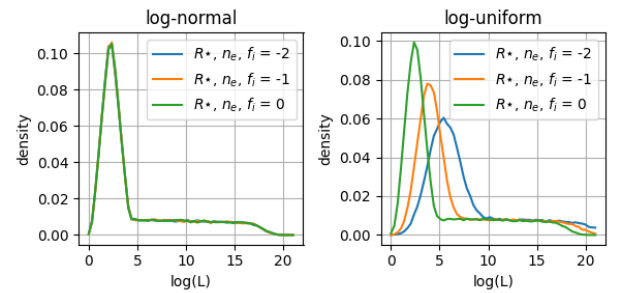 log-normal
density
0.10
0.08
0.06
0.04
0.02
0.00
R⋆, nₑ, fᵢ = -2
R⋆, nₑ, fᵢ = -1
R⋆, nₑ, fᵢ = 0
0 5 10 15 20
log(L)
log-uniform
density
0.10
0.08
0.06
0.04
0.02
0.00
R⋆, nₑ, fᵢ = -2
R⋆, nₑ, fᵢ = -1
R⋆, nₑ, fᵢ = 0
0 5 10 15 20
log(L)